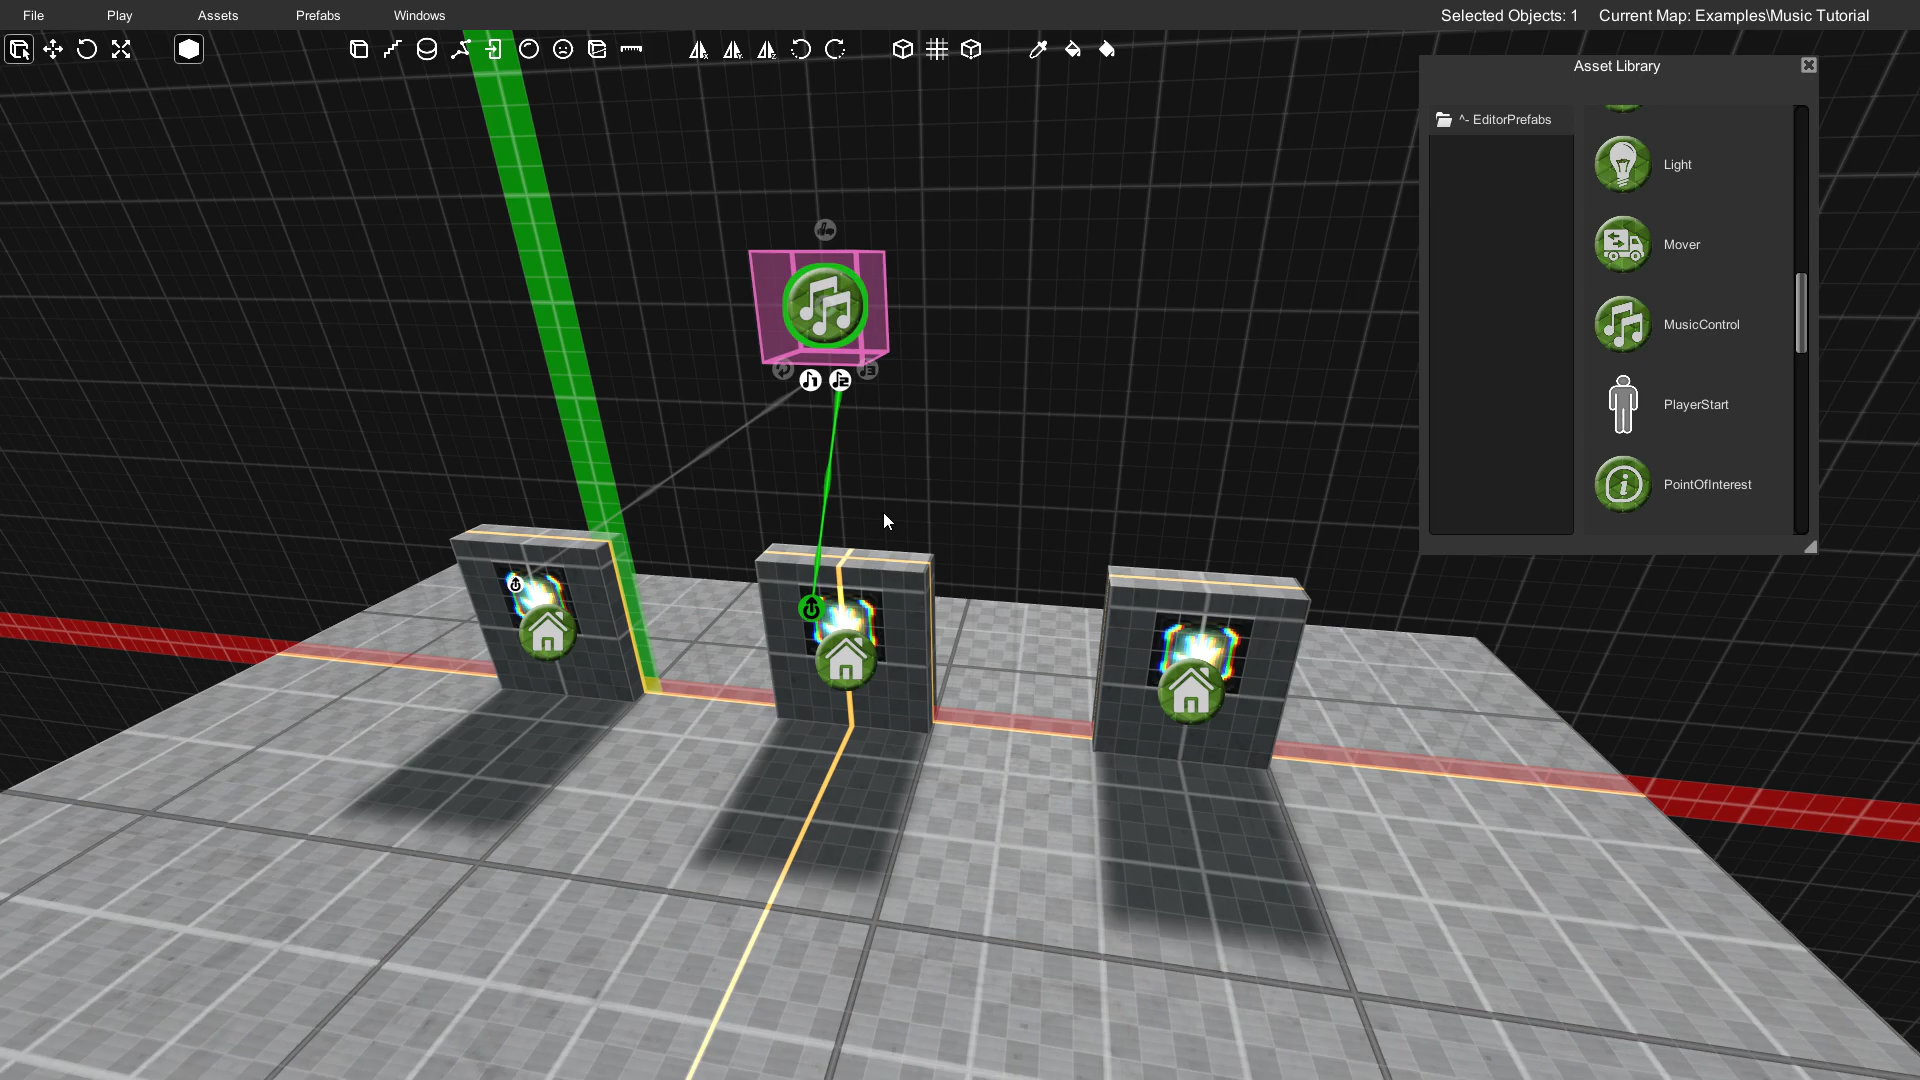 File Play Assets Prefabs Windows
Selected Objects: 1 Current Map: Examples\Music Tutorial
Asset Library
^- EditorPrefabs
Light
Mover
MusicControl
PlayerStart
PointOfInterest